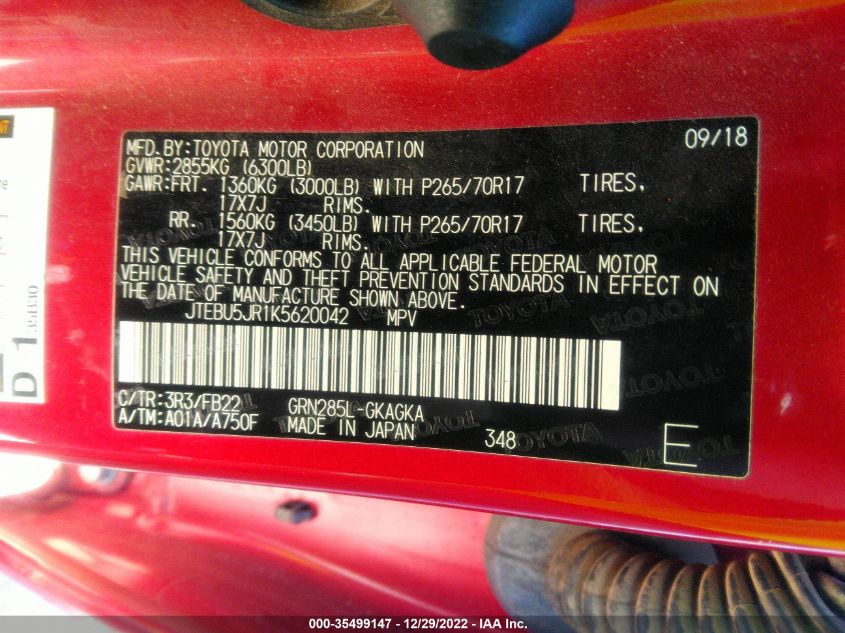 MFD.BY:TOYOTA MOTOR CORPORATION 09/18
GVWR:2855KG (6300LB)
GAWR:FRT. 1360KG (3000LB) WITH P265/70R17 TIRES,
17X7J RIMS.
RR. 1560KG (3450LB) WITH P265/70R17 TIRES,
17X7J RIMS.
THIS VEHICLE CONFORMS TO ALL APPLICABLE FEDERAL MOTOR
VEHICLE SAFETY AND THEFT PREVENTION STANDARDS IN EFFECT ON
THE DATE OF MANUFACTURE SHOWN ABOVE.
JTEBU5JR1K5620042 MPV
C/TR:3R3/FB22 GRN285L-GKAGKA
A/TM:A01A/A750F MADE IN JAPAN 348 E
TOYOTA
D1
35B30
000-35499147 - 12/29/2022 - IAA Inc.